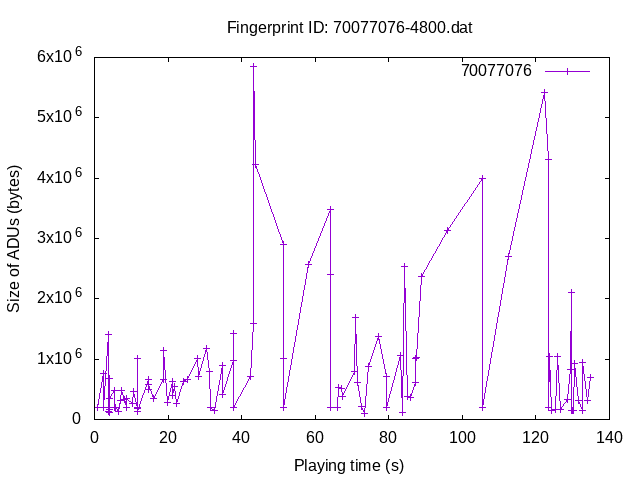 Fingerprint ID: 70077076-4800.dat
70077076
Size of ADUs (bytes)
6x10^6
5x10^6
4x10^6
3x10^6
2x10^6
1x10^6
0
0 20 40 60 80 100 120 140
Playing time (s)